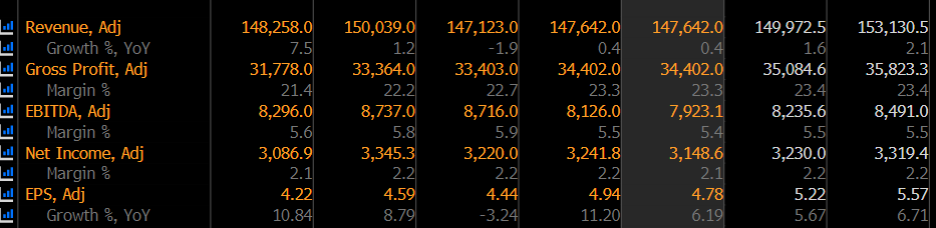 Revenue, Adj 148,258.0 150,039.0 147,123.0 147,642.0 147,642.0 149,972.5 153,130.5
Growth %, YoY 7.5 1.2 -1.9 0.4 0.4 1.6 2.1
Gross Profit, Adj 31,778.0 33,364.0 33,403.0 34,402.0 34,402.0 35,084.6 35,823.3
Margin % 21.4 22.2 22.7 23.3 23.3 23.4 23.4
EBITDA, Adj 8,296.0 8,737.0 8,716.0 8,126.0 7,923.1 8,235.6 8,491.0
Margin % 5.6 5.8 5.9 5.5 5.4 5.5 5.5
Net Income, Adj 3,086.9 3,345.3 3,220.0 3,241.8 3,148.6 3,230.0 3,319.4
Margin % 2.1 2.2 2.2 2.2 2.1 2.2 2.2
EPS, Adj 4.22 4.59 4.44 4.94 4.78 5.22 5.57
Growth %, YoY 10.84 8.79 -3.24 11.20 6.19 5.67 6.71